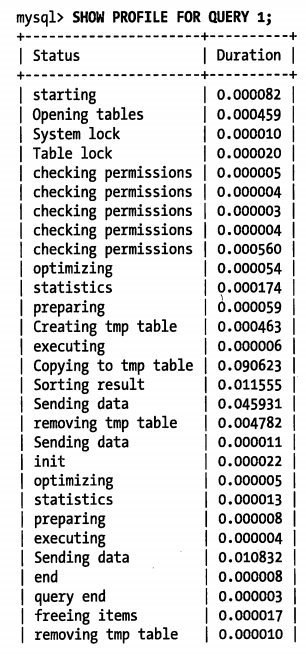 mysql> SHOW PROFILE FOR QUERY 1;
+----------------------+----------+
| Status | Duration |
+----------------------+----------+
| starting | 0.000082 |
| Opening tables | 0.000459 |
| System lock | 0.000010 |
| Table lock | 0.000020 |
| checking permissions | 0.000005 |
| checking permissions | 0.000004 |
| checking permissions | 0.000003 |
| checking permissions | 0.000004 |
| checking permissions | 0.000560 |
| optimizing | 0.000054 |
| statistics | 0.000174 |
| preparing | 0.000059 |
| Creating tmp table | 0.000463 |
| executing | 0.000006 |
| Copying to tmp table | 0.090623 |
| Sorting result | 0.011555 |
| Sending data | 0.045931 |
| removing tmp table | 0.004782 |
| Sending data | 0.000011 |
| init | 0.000022 |
| optimizing | 0.000005 |
| statistics | 0.000013 |
| preparing | 0.000008 |
| executing | 0.000004 |
| Sending data | 0.010832 |
| end | 0.000008 |
| query end | 0.000003 |
| freeing items | 0.000017 |
| removing tmp table | 0.000010 |